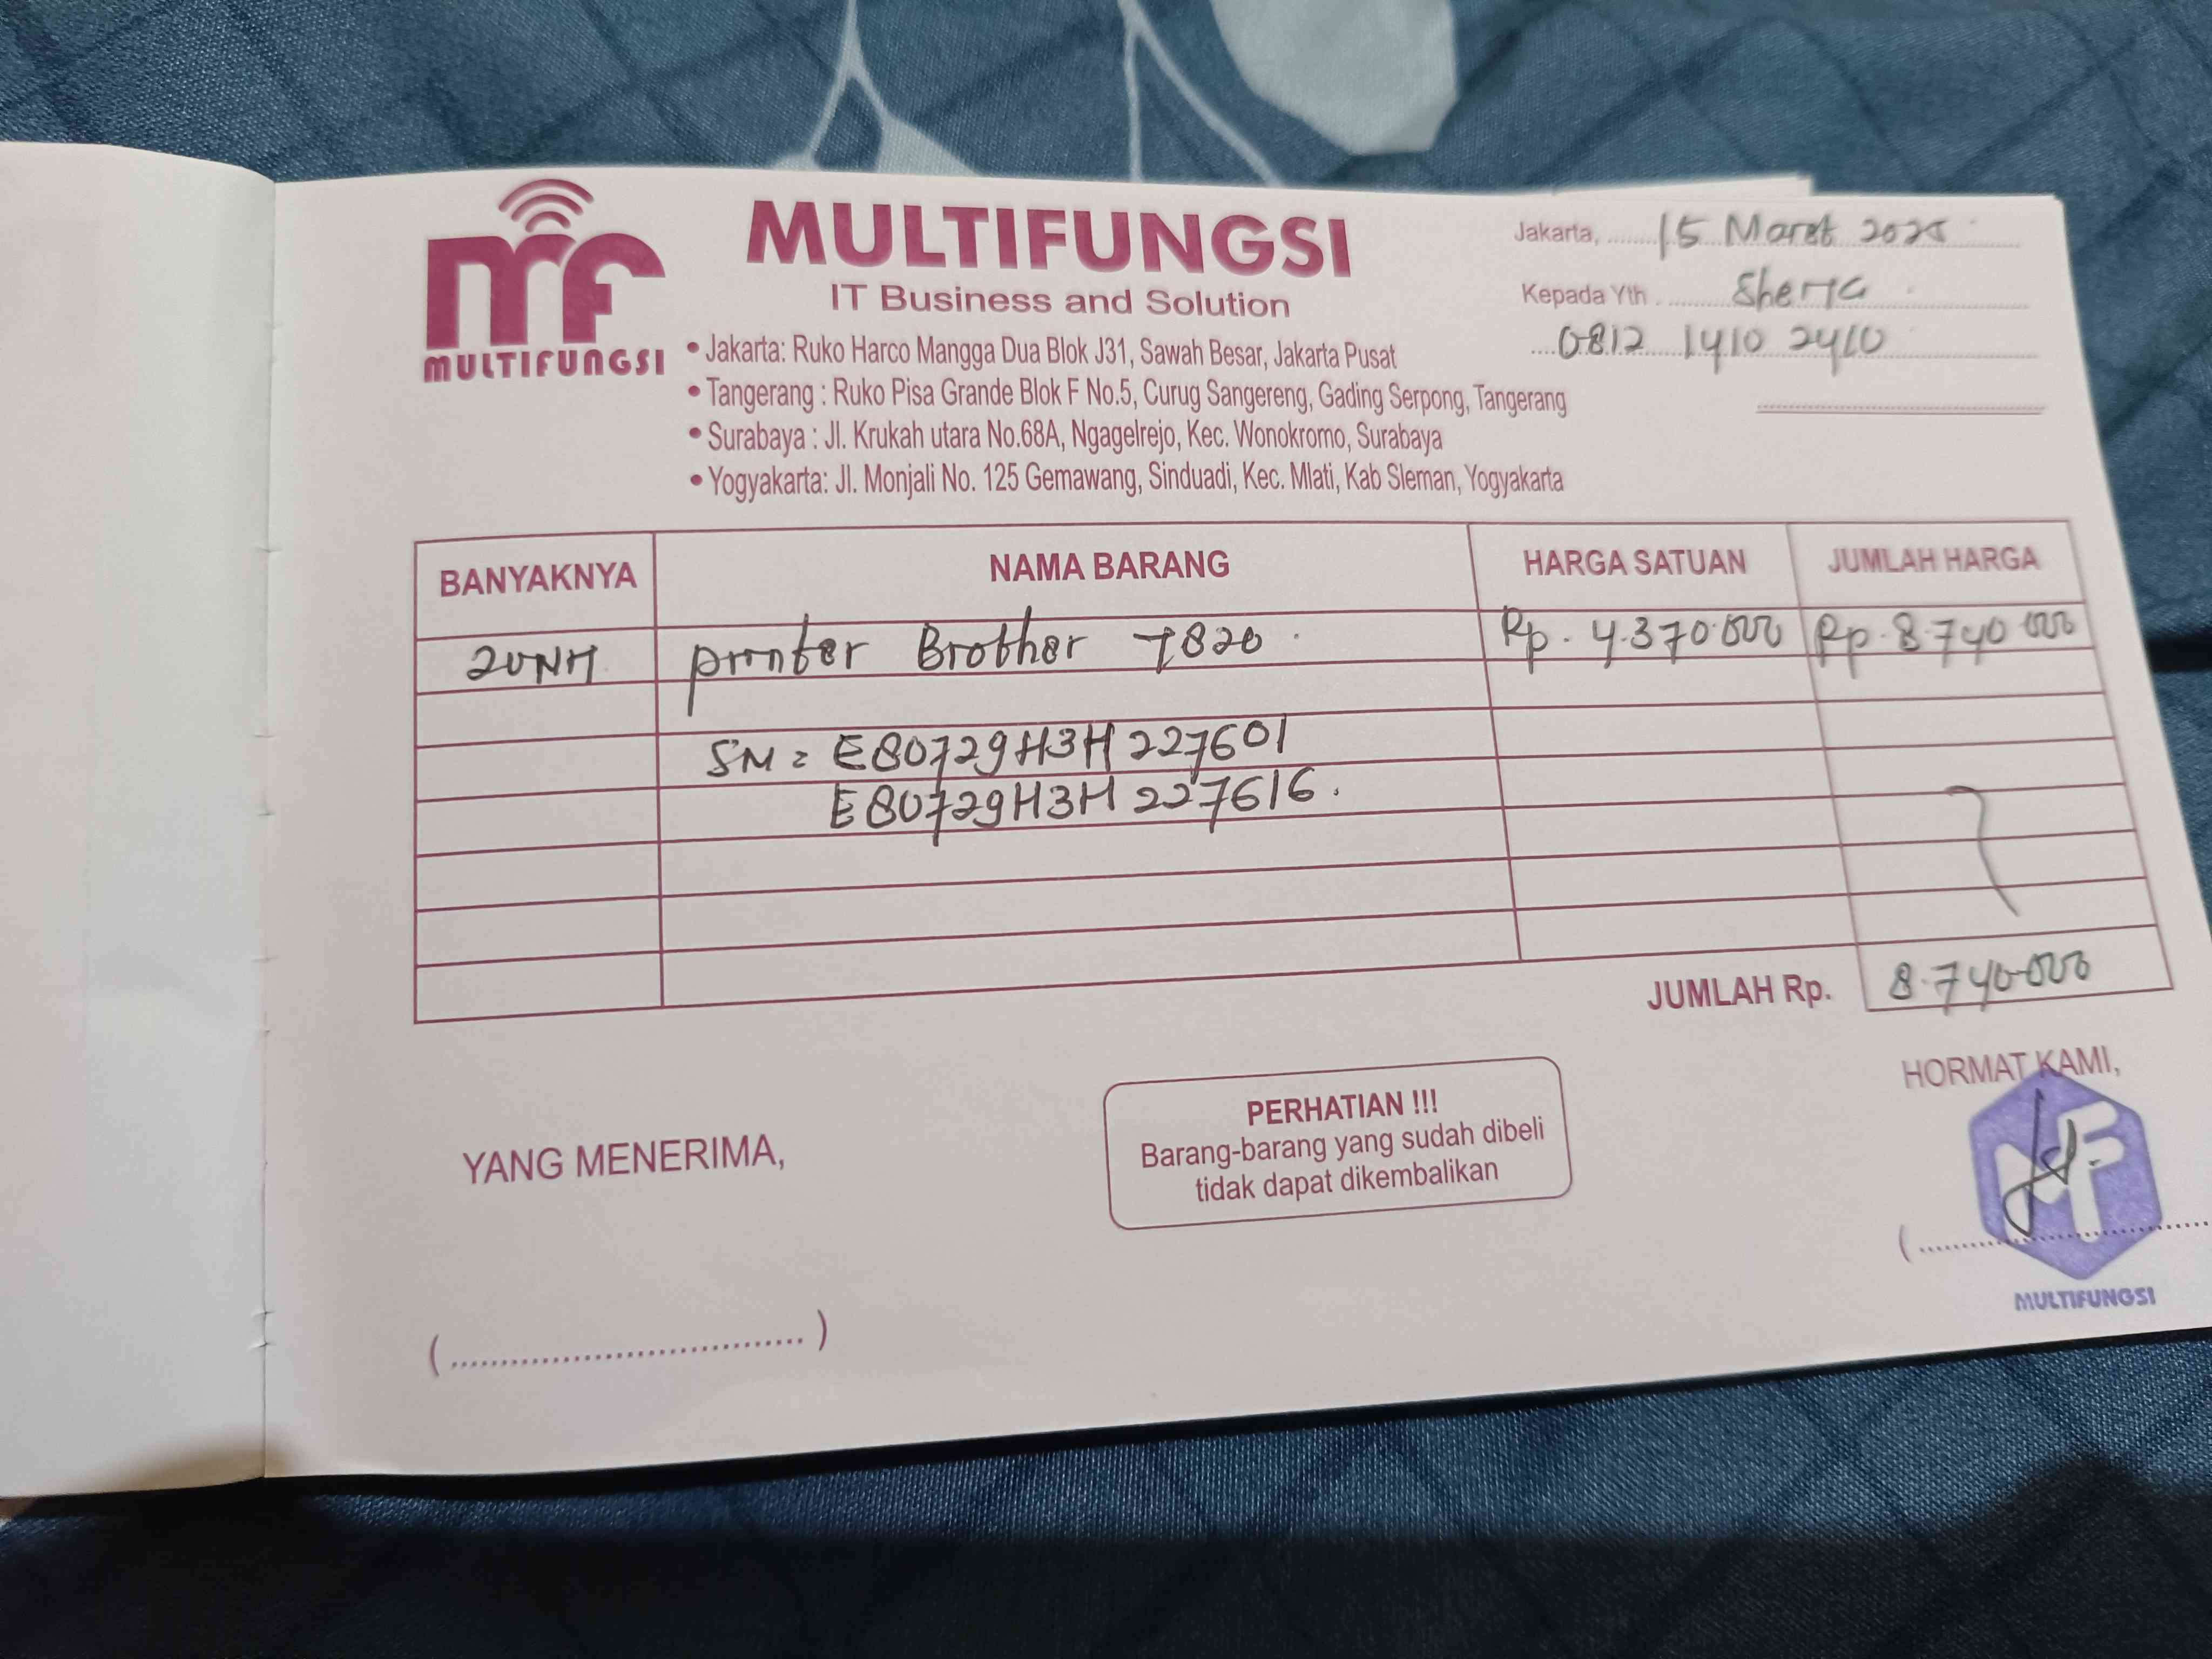 mf
MULTIFUNGSI
MULTIFUNGSI
IT Business and Solution
• Jakarta: Ruko Harco Mangga Dua Blok J31, Sawah Besar, Jakarta Pusat
• Tangerang : Ruko Pisa Grande Blok F No.5, Curug Sangereng, Gading Serpong, Tangerang
• Surabaya : Jl. Krukah utara No.68A, Ngagelrejo, Kec. Wonokromo, Surabaya
• Yogyakarta: Jl. Monjali No. 125 Gemawang, Sinduadi, Kec. Mlati, Kab Sleman, Yogyakarta
Jakarta, 15 Maret 2025
Kepada Yth
0812 1410 2410
BANYAKNYA NAMA BARANG HARGA SATUAN JUMLAH HARGA
2UNIT printer Brother T820 Rp. 4.370.000 Rp. 8.740.000
SN = E80729H3H227601
E80729H3H227616.
JUMLAH Rp. 8.740.000
YANG MENERIMA,
PERHATIAN !!!
Barang-barang yang sudah dibeli
tidak dapat dikembalikan
HORMAT KAMI,
MF
MULTIFUNGSI